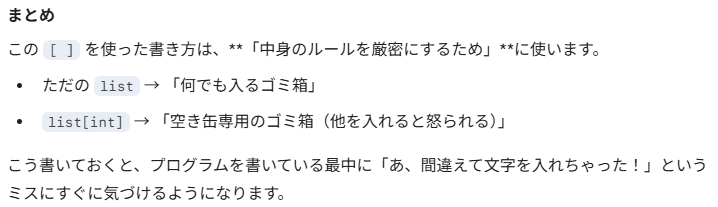 まとめ
この [ ] を使った書き方は、**「中身のルールを厳密にするため」**に使います。
• ただの list → 「何でも入るゴミ箱」
• list[int] → 「空き缶専用のゴミ箱（他を入れると怒られる）」
こう書いておくと、プログラムを書いている最中に「あ、間違えて文字を入れちゃった！」という
ミスにすぐに気づけるようになります。